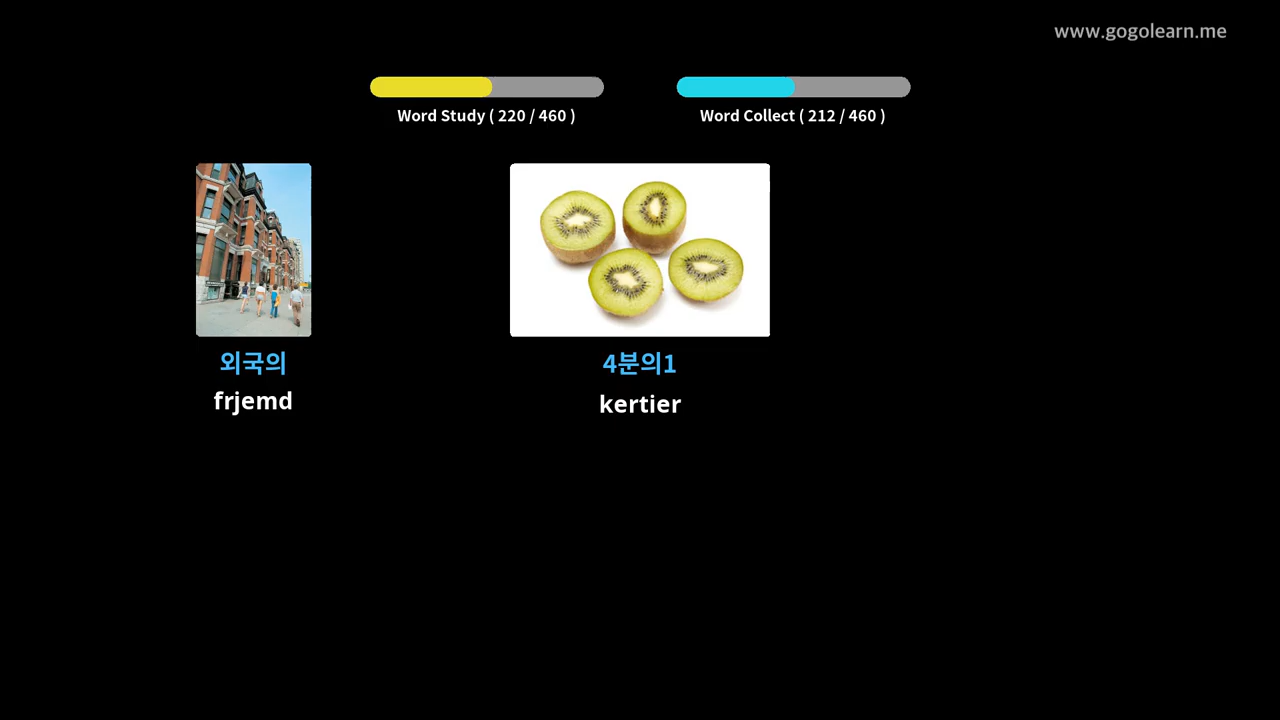 www.gogolearn.me
Word Study ( 220 / 460 )
Word Collect ( 212 / 460 )
외국의
frjemd
4분의1
kertier